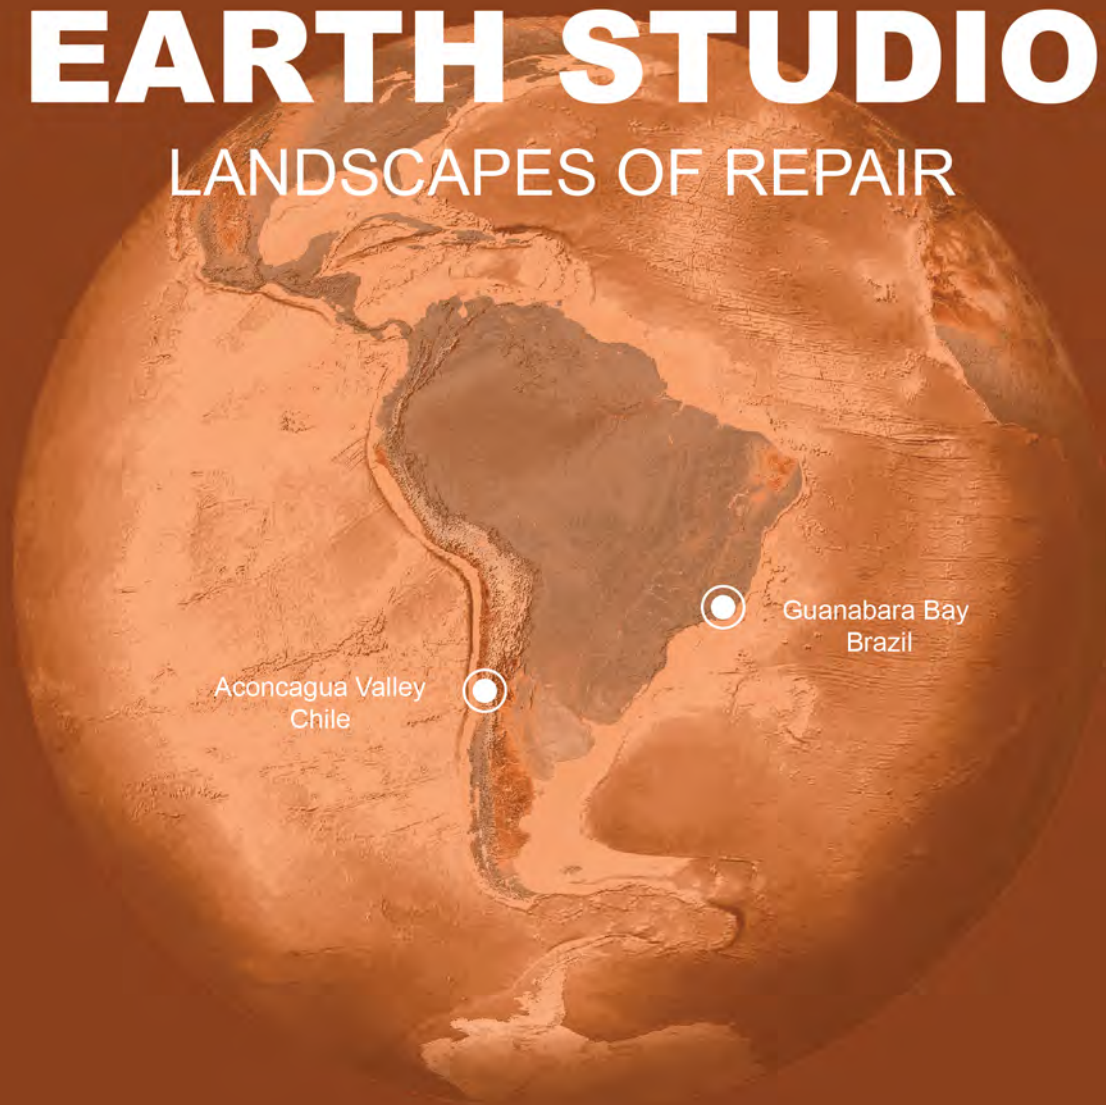 EARTH STUDIO
LANDSCAPES OF REPAIR
Guanabara Bay
Brazil
Aconcagua Valley
Chile